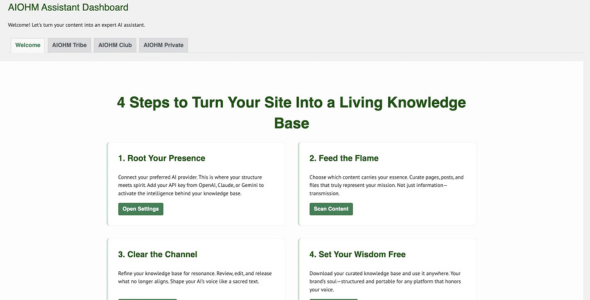 AIOHM Assistant Dashboard
Welcome! Let's turn your content into an expert AI assistant.
Welcome
AIOHM Tribe
AIOHM Club
AIOHM Private
4 Steps to Turn Your Site Into a Living Knowledge
Base
1. Root Your Presence
Connect your preferred AI provider. This is where your structure
meets spirit. Add your API key from OpenAI, Claude, or Gemini to
activate the intelligence behind your knowledge base.
Open Settings
2. Feed the Flame
Choose which content carries your essence. Curate pages, posts, and
files that truly represent your mission. Not just information—
transmission.
Scan Content
3. Clear the Channel
Refine your knowledge base for resonance. Review, edit, and release
what no longer aligns. Shape your AI's voice like a sacred text.
4. Set Your Wisdom Free
Download your curated knowledge base and use it anywhere. Your
brand's soul—structured and portable for any platform that honors
your voice.